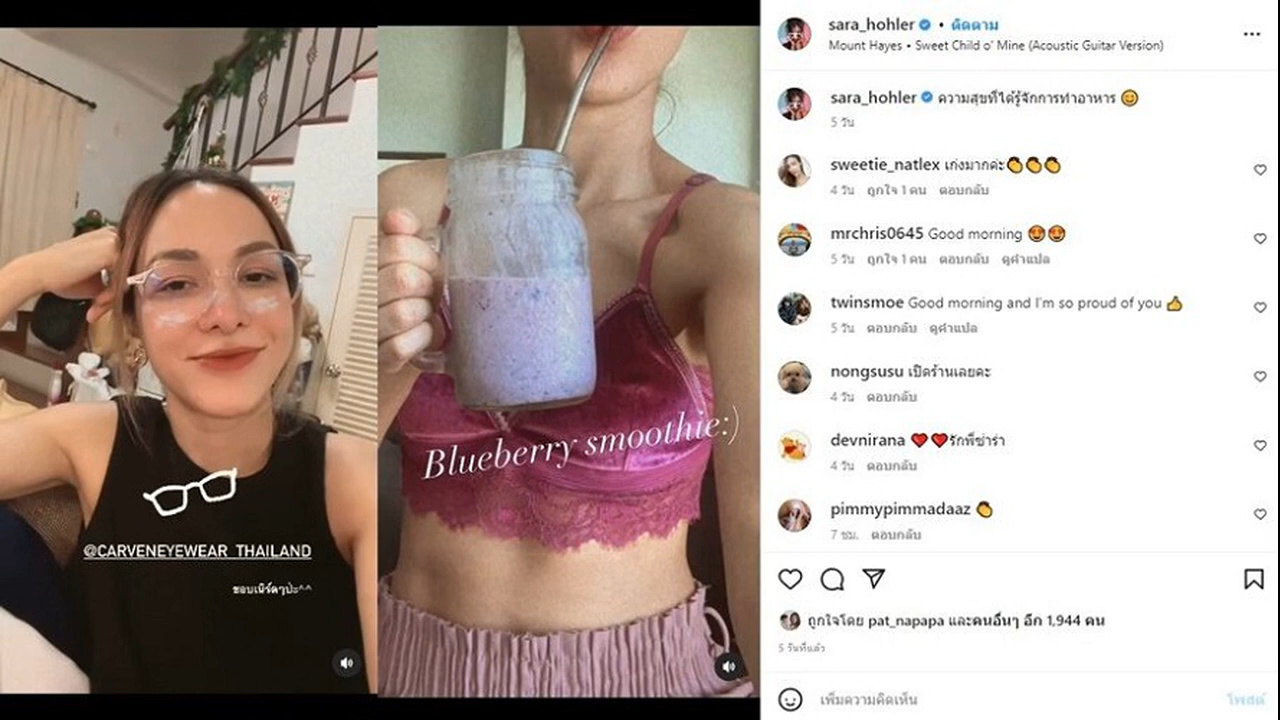 @CARVENEYEWEAR_THAILAND
ชอบเนิร์ดๆป่ะ^^
Blueberry smoothie:)
sara_hohler • ติดตาม
Mount Hayes • Sweet Child o' Mine (Acoustic Guitar Version)
sara_hohler ความสุขที่ได้รู้จักการทำอาหาร 😊
5 วัน
sweetie_natlex เก่งมากค่ะ👏👏👏
4 วัน ถูกใจ 1 คน ตอบกลับ
mrchris0645 Good morning 😍😍
5 วัน ถูกใจ 1 คน ตอบกลับ ดูคำแปล
twinsmoe Good morning and I'm so proud of you 👍
5 วัน ตอบกลับ ดูคำแปล
nongsusu เปิดร้านเลยคะ
4 วัน ตอบกลับ
devnirana ❤️❤️รักพี่ซาร่า
4 วัน ตอบกลับ
pimmypimmadaaz 👏
7 ชม. ตอบกลับ
ถูกใจโดย pat_napapa และคนอื่นๆ อีก 1,944 คน
5 วันที่แล้ว
เพิ่มความคิดเห็น
โพสต์